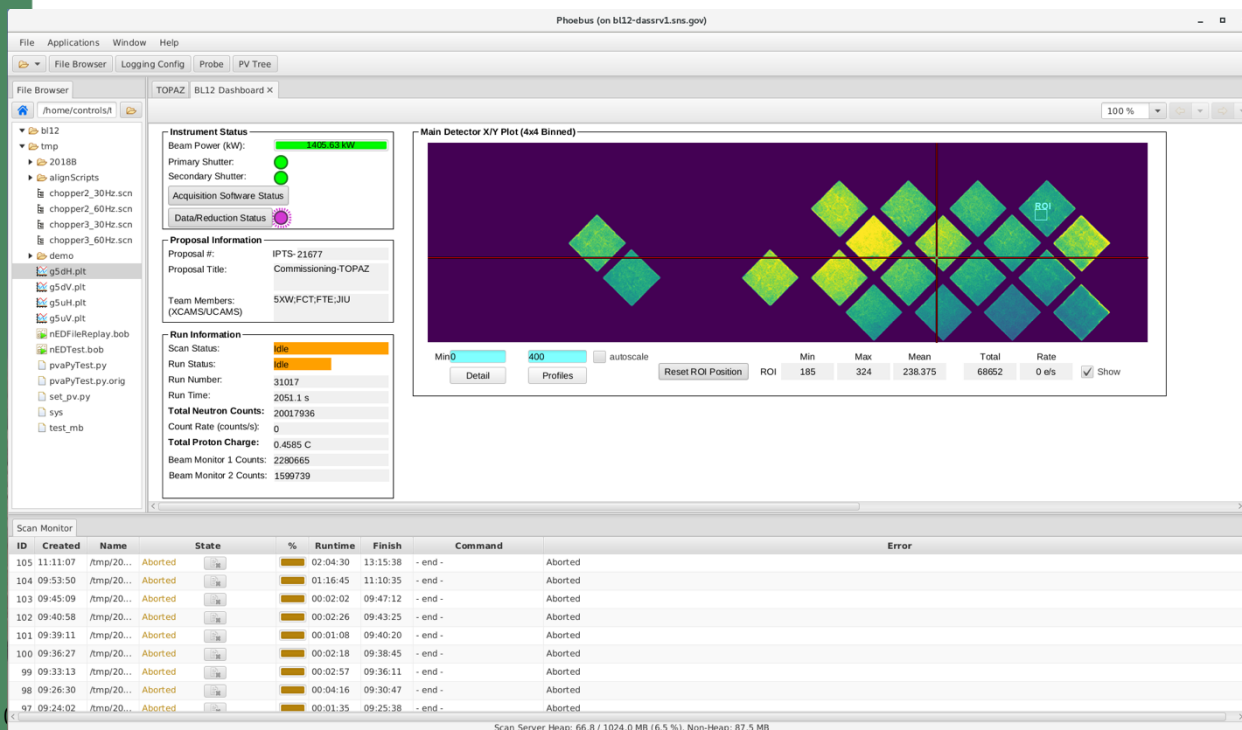 Phoebus (on bl12-dassrv1.sns.gov)
File Applications Window Help
File Browser Logging Config Probe PV Tree
File Browser
/home/controls/t
bl12
tmp
2018B
alignScripts
chopper2_30Hz.scn
chopper2_60Hz.scn
chopper3_30Hz.scn
chopper3_60Hz.scn
demo
g5dH.plt
g5dV.plt
g5uH.plt
g5uV.plt
nEDFileReplay.bob
nEDTest.bob
pvaPyTest.py
pvaPyTest.py.orig
set_pv.py
sys
test_mb
TOPAZ BL12 Dashboard
100 %
Instrument Status
Beam Power (kW): 1405.63 kW
Primary Shutter:
Secondary Shutter:
Acquisition Software Status
Data/Reduction Status
Proposal Information
Proposal #: IPTS- 21677
Proposal Title: Commissioning-TOPAZ
Team Members: 5XW;FCT;FTE;JIU
(XCAMS/UCAMS)
Run Information
Scan Status: Idle
Run Status: Idle
Run Number: 31017
Run Time: 2051.1 s
Total Neutron Counts: 20017936
Count Rate (counts/s): 0
Total Proton Charge: 0.4585 C
Beam Monitor 1 Counts: 2280665
Beam Monitor 2 Counts: 1599739
Main Detector X/Y Plot (4x4 Binned)
ROI
Min 0 400 autoscale
Detail Profiles
Reset ROI Position
Min Max Mean Total Rate
ROI 185 324 238.375 68652 0 e/s Show
Scan Monitor
ID Created Name State % Runtime Finish Command Error
105 11:11:07 /tmp/20... Aborted 02:04:30 13:15:38 - end - Aborted
104 09:53:50 /tmp/20... Aborted 01:16:45 11:10:35 - end - Aborted
103 09:45:09 /tmp/20... Aborted 00:02:02 09:47:12 - end - Aborted
102 09:40:58 /tmp/20... Aborted 00:02:26 09:43:25 - end - Aborted
101 09:39:11 /tmp/20... Aborted 00:01:08 09:40:20 - end - Aborted
100 09:36:27 /tmp/20... Aborted 00:02:18 09:38:45 - end - Aborted
99 09:33:13 /tmp/20... Aborted 00:02:57 09:36:11 - end - Aborted
98 09:26:30 /tmp/20... Aborted 00:04:16 09:30:47 - end - Aborted
97 09:24:02 /tmp/20... Aborted 00:01:35 09:25:38 - end - Aborted
Scan Server Heap: 66.8 / 1024.0 MB (6.5 %), Non-Heap: 87.5 MB